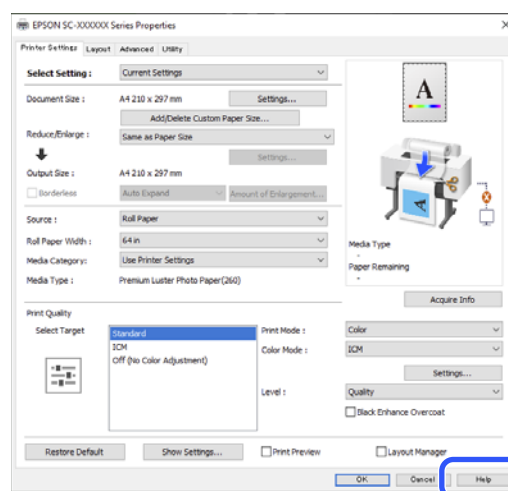 EPSON SC-XXXXXX Series Properties
Printer Settings Layout Advanced Utility
Select Setting : Current Settings
Document Size : A4 210 x 297 mm Settings...
Add/Delete Custom Paper Size...
Reduce/Enlarge : Same as Paper Size
Settings...
Output Size : A4 210 x 297 mm
Borderless Auto Expand Amount of Enlargement...
Source : Roll Paper
Roll Paper Width : 64 in
Media Category: Use Printer Settings
Media Type : Premium Luster Photo Paper(260)
A
A
Media Type
-
Paper Remaining
-
Acquire Info
Print Quality
Select Target
Standard
ICM
Off (No Color Adjustment)
Print Mode : Color
Color Mode : ICM
Settings...
Level : Quality
Black Enhance Overcoat
Restore Default Show Settings... Print Preview Layout Manager
OK Cancel Help